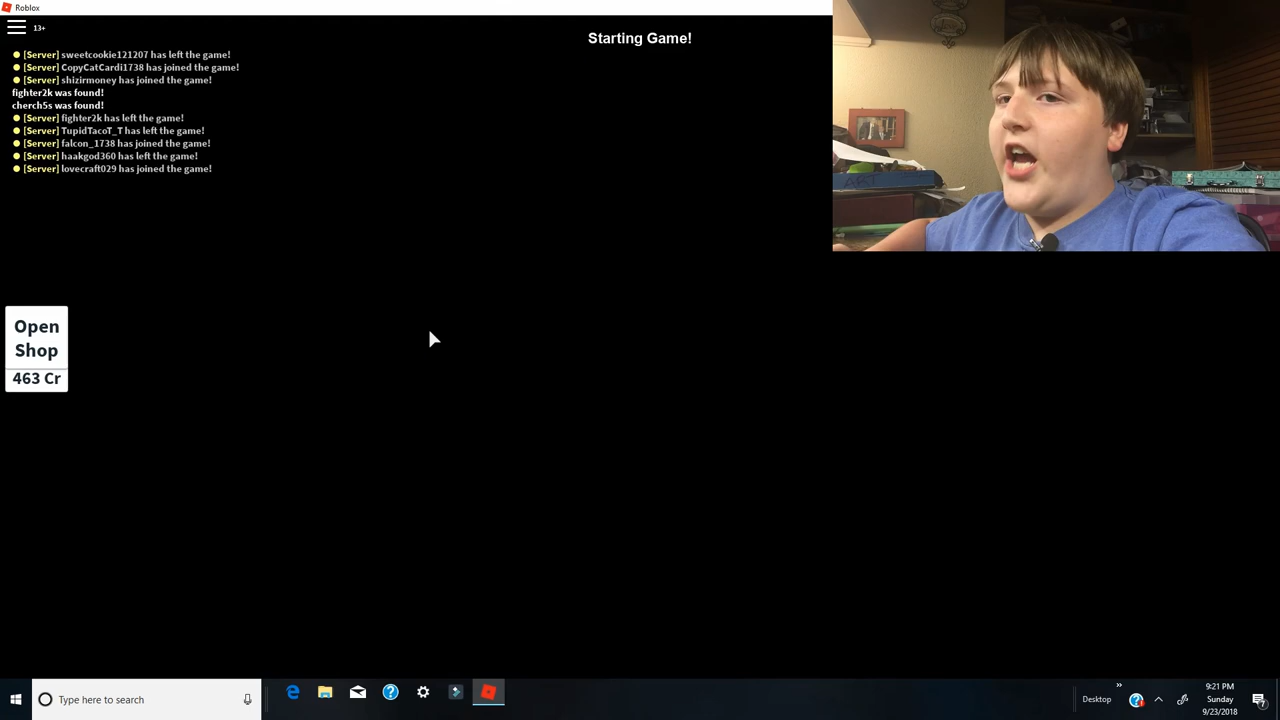 Roblox
13+
Starting Game!
[Server] sweetcookie121207 has left the game!
[Server] CopyCatCardi1738 has joined the game!
[Server] shizirmoney has joined the game!
fighter2k was found!
cherch5s was found!
[Server] fighter2k has left the game!
[Server] TupidTacoT_T has left the game!
[Server] falcon_1738 has joined the game!
[Server] haakgod360 has left the game!
[Server] lovecraft029 has joined the game!
Open
Shop
463 Cr
Type here to search
Desktop
9:21 PM
Sunday
9/23/2018
7